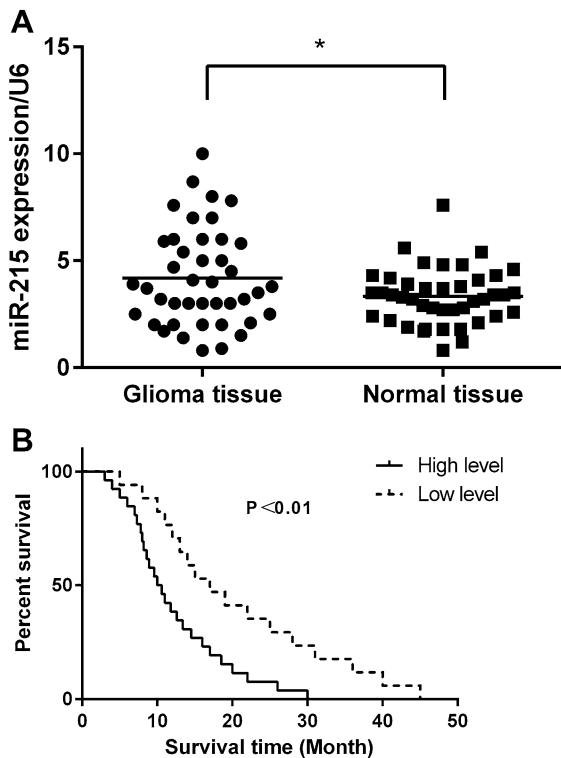 A
*
miR-215 expression/U6
15
10
5
0
Glioma tissue
Normal tissue
B
High level
Low level
P<0.01
Percent survival
100
50
0
0 10 20 30 40 50
Survival time (Month)